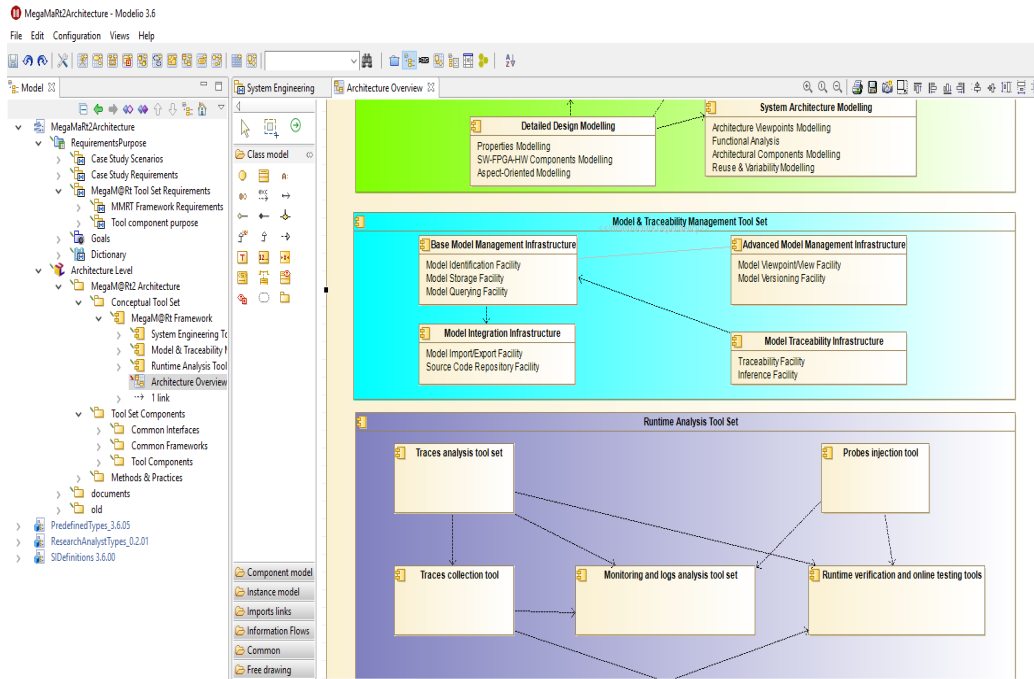 MegaMaRt2Architecture - Modelio 3.6
File Edit Configuration Views Help
Model
System Engineering
Architecture Overview
MegaMaRt2Architecture
RequirementsPurpose
Case Study Scenarios
Case Study Requirements
MegaM@Rt Tool Set Requirements
MMRT Framework Requirements
Tool component purpose
Goals
Dictionary
Architecture Level
MegaM@Rt2 Architecture
Conceptual Tool Set
MegaM@Rt Framework
System Engineering To
Model & Traceability
Runtime Analysis Tool
Architecture Overview
1 link
Tool Set Components
Common Interfaces
Common Frameworks
Tool Components
Methods & Practices
documents
old
PredefinedTypes_3.6.05
ResearchAnalystTypes_0.2.01
SIDefinitions 3.6.00
Class model
Component model
Instance model
Imports links
Information Flows
Common
Free drawing
Detailed Design Modelling
Properties Modelling
SW-FPGA-HW Components Modelling
Aspect-Oriented Modelling
System Architecture Modelling
Architecture Viewpoints Modelling
Functional Analysis
Architectural Components Modelling
Reuse & Variability Modelling
Model & Traceability Management Tool Set
Base Model Management Infrastructure
Model Identification Facility
Model Storage Facility
Model Querying Facility
Advanced Model Management Infrastructure
Model Viewpoint/View Facility
Model Versioning Facility
Model Integration Infrastructure
Model Import/Export Facility
Source Code Repository Facility
Model Traceability Infrastructure
Traceability Facility
Inference Facility
Runtime Analysis Tool Set
Traces analysis tool set
Probes injection tool
Traces collection tool
Monitoring and logs analysis tool set
Runtime verification and online testing tools